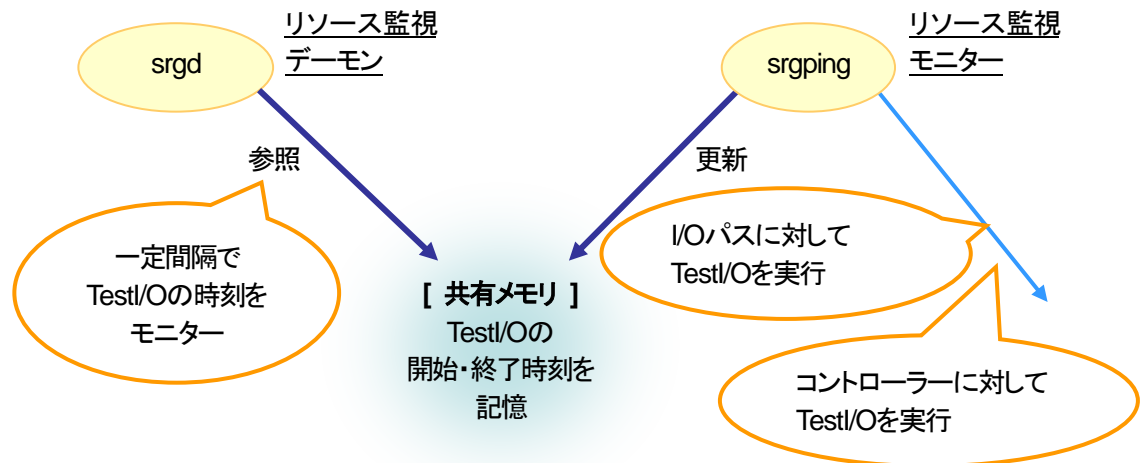 srgd
リソース監視
デーモン
srgping
リソース監視
モニター
参照
更新
一定間隔で
TestI/Oの時刻を
モニター
I/Oパスに対して
TestI/Oを実行
[ 共有メモリ ]
TestI/Oの
開始・終了時刻を
記憶
コントローラーに対して
TestI/Oを実行